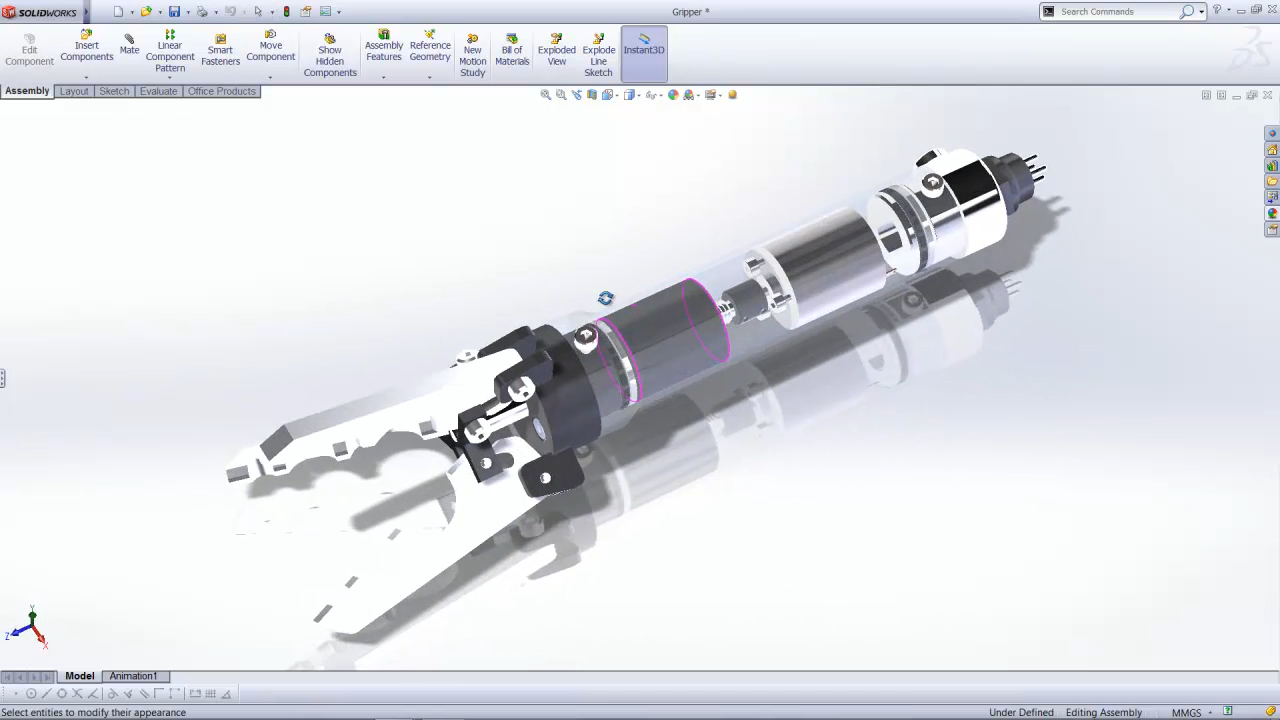 SOLIDWORKS
Gripper *
Search Commands
Edit Component
Insert Components
Mate
Linear Component Pattern
Smart Fasteners
Move Component
Show Hidden Components
Assembly Features
Reference Geometry
New Motion Study
Bill of Materials
Exploded View
Explode Line Sketch
Instant3D
Assembly
Layout
Sketch
Evaluate
Office Products
Y
Z
X
Model
Animation1
Select entities to modify their appearance
Under Defined
Editing Assembly
MMGS